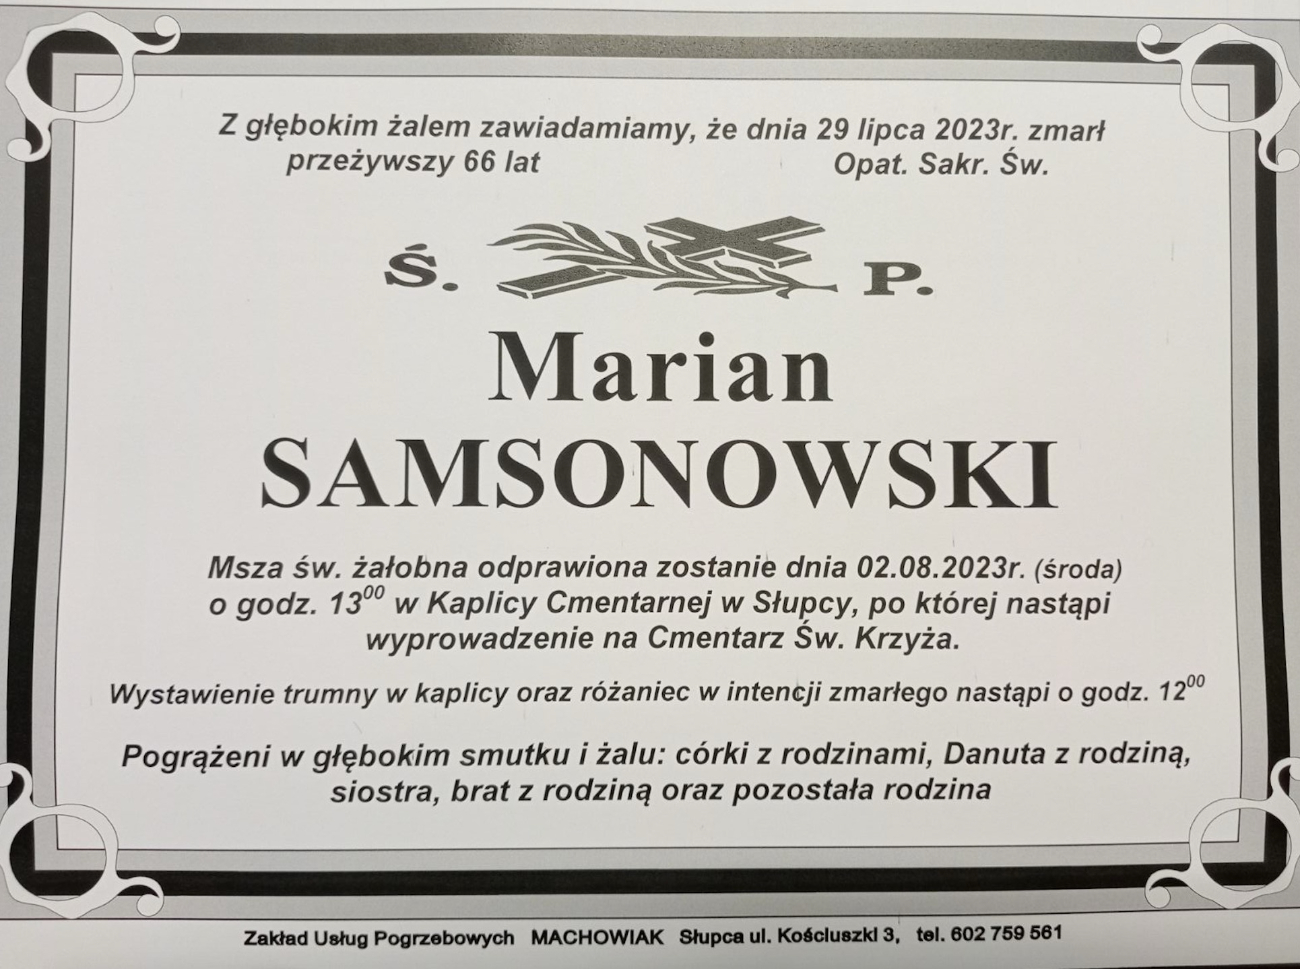 Z głębokim żalem zawiadamiamy, że dnia 29 lipca 2023r. zmarł
przeżywszy 66 lat Opat. Sakr. Św.
Ś. P.
Marian
SAMSONOWSKI
Msza św. żałobna odprawiona zostanie dnia 02.08.2023r. (środa)
o godz. 13⁰⁰ w Kaplicy Cmentarnej w Słupcy, po której nastąpi
wyprowadzenie na Cmentarz Św. Krzyża.
Wystawienie trumny w kaplicy oraz różaniec w intencji zmarłego nastąpi o godz. 12⁰⁰
Pogrążeni w głębokim smutku i żalu: córki z rodzinami, Danuta z rodziną,
siostra, brat z rodziną oraz pozostała rodzina
Zakład Usług Pogrzebowych MACHOWIAK Słupca ul. Kościuszki 3, tel. 602 759 561